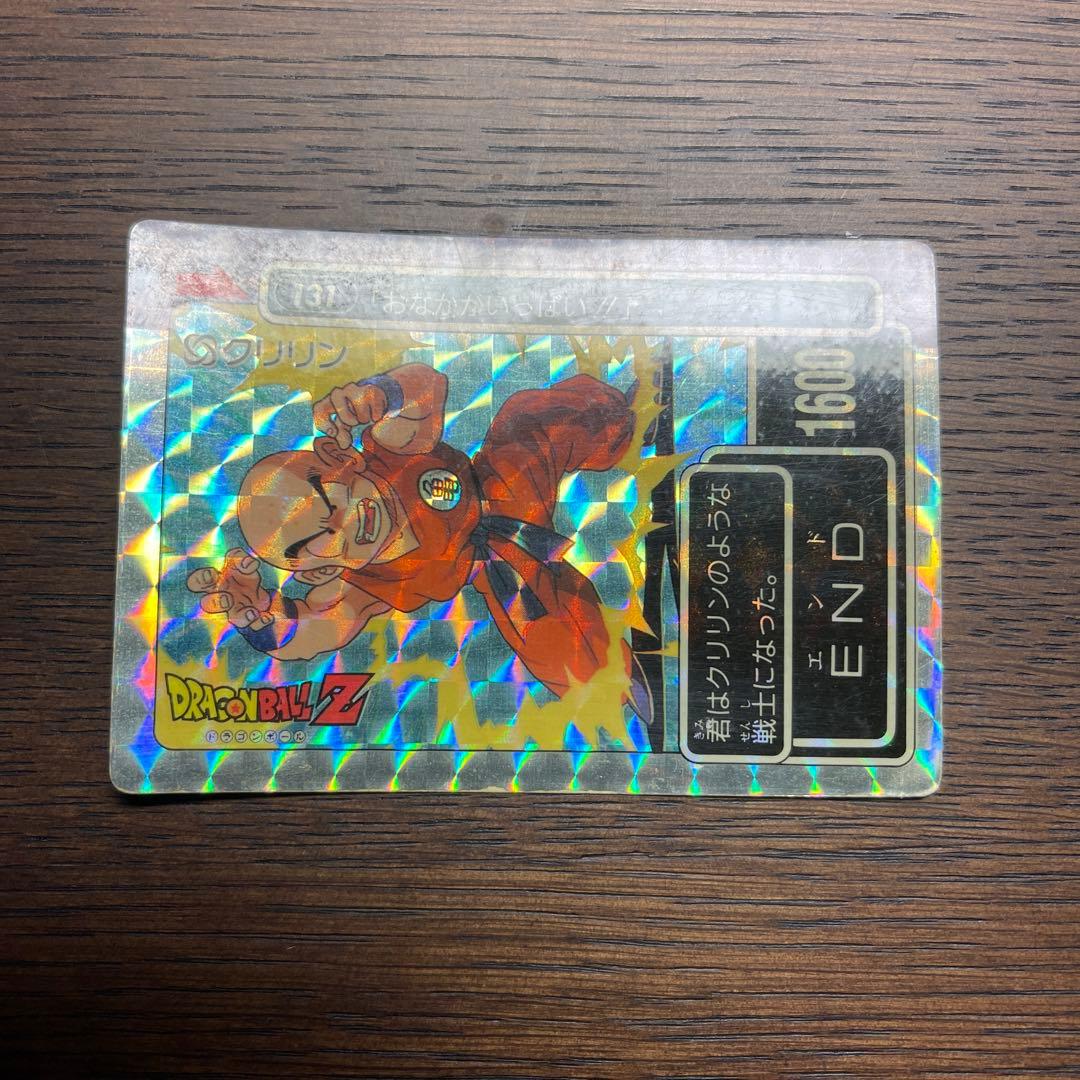 131 「おなかがいっぱい!!」
クリリン
亀
DRAGONBALL Z
ドラゴンボール
1600
君はクリリンのような
きみ
戦士になった。
せんし
エンド
END